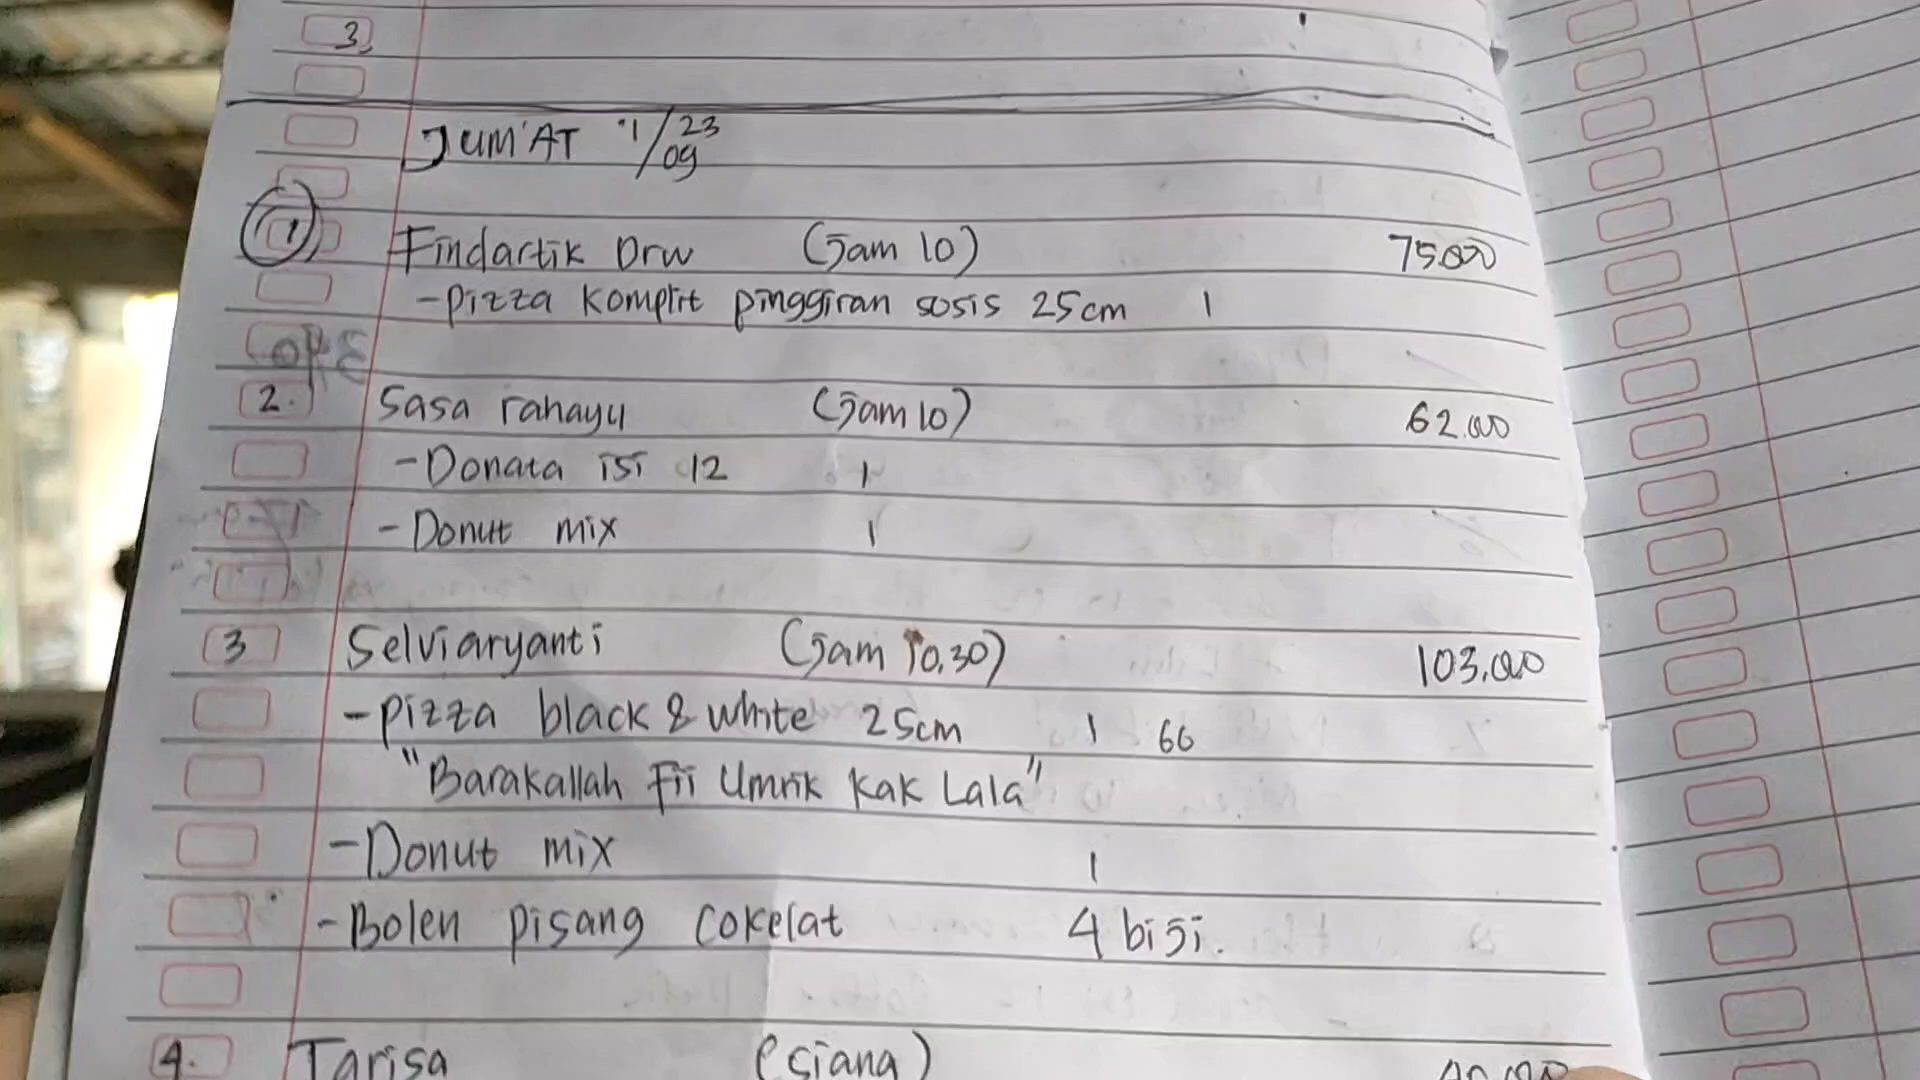 3.
JUM'AT 1/09 23
1 Findartik Drw (Jam 10) 75.000
- Pizza Komplit pinggiran sosis 25cm 1
2. Sasa rahayu (Jam 10) 62.000
- Donata isi 12 1
- Donut mix 1
3 Selviaryanti (Jam 10.30) 103.000
- Pizza black & white 25cm 1 66
"Barakallah Fii Umrik Kak Lala"
- Donut mix 1
- Bolen pisang cokelat 4 biji.
4. Tarisa (siang)